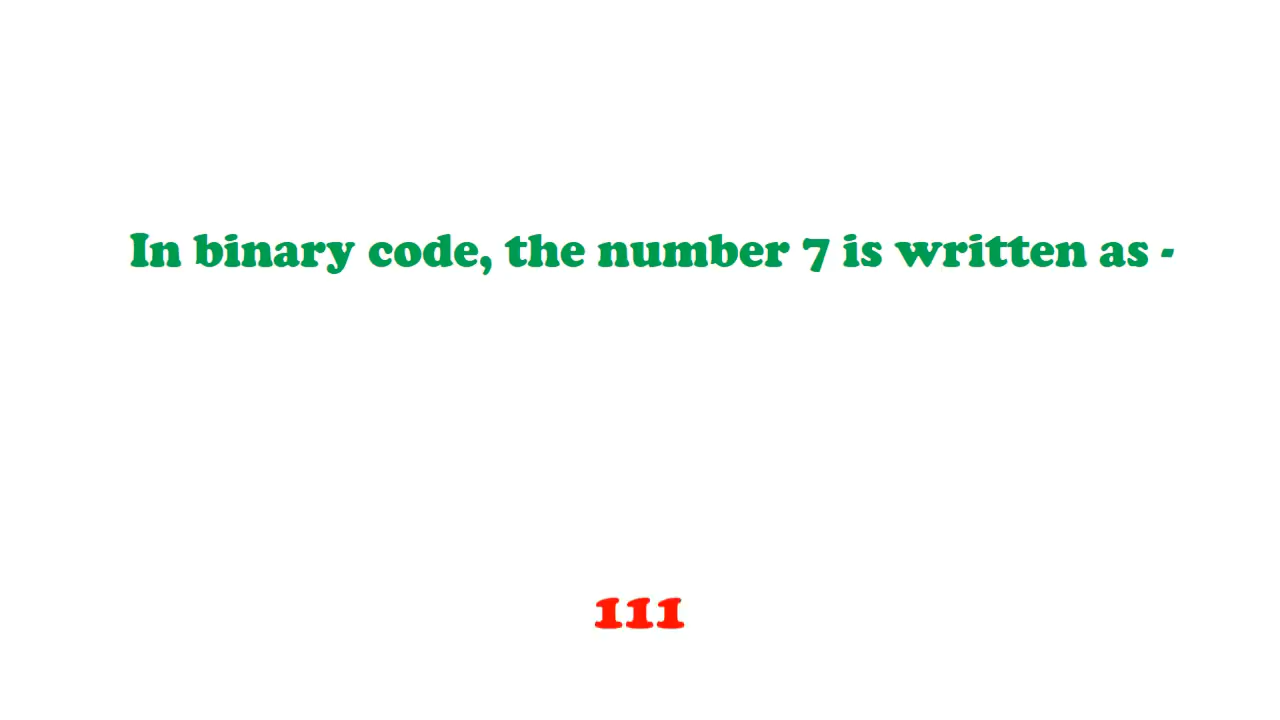 In binary code, the number 7 is written as -
111